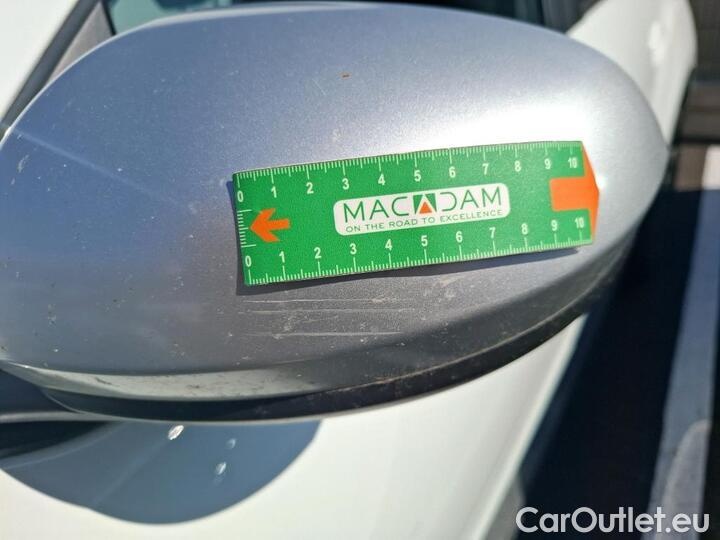 0 1 2 3 4 5 6 7 8 9 10
MACADAM
ON THE ROAD TO EXCELLENCE
0 1 2 3 4 5 6 7 8 9 10
CarOutlet.eu